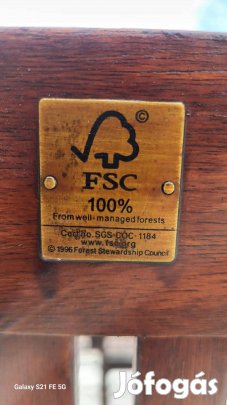 ©
FSC
100%
From well-managed forests
Cert no. SGS-COC-1184
www.fsc.org
© 1996 Forest Stewardship Council
Galaxy S21 FE 5G
Jófogás